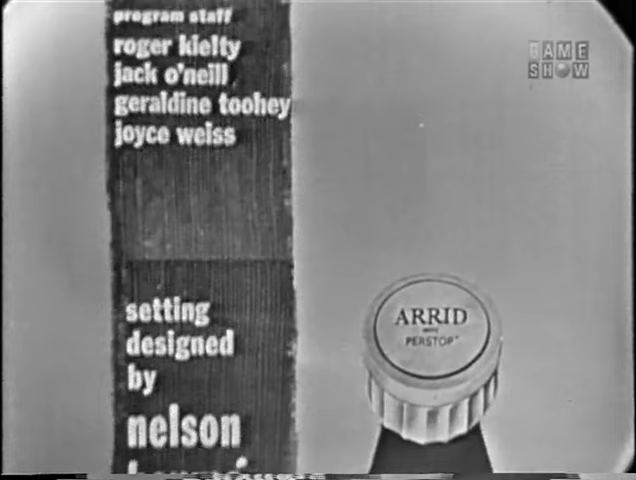 program staff
roger kielty
jack o'neill
geraldine toohey
joyce weiss
setting
designed
by
nelson
GAME
SHOW
ARRID
PERSTOP